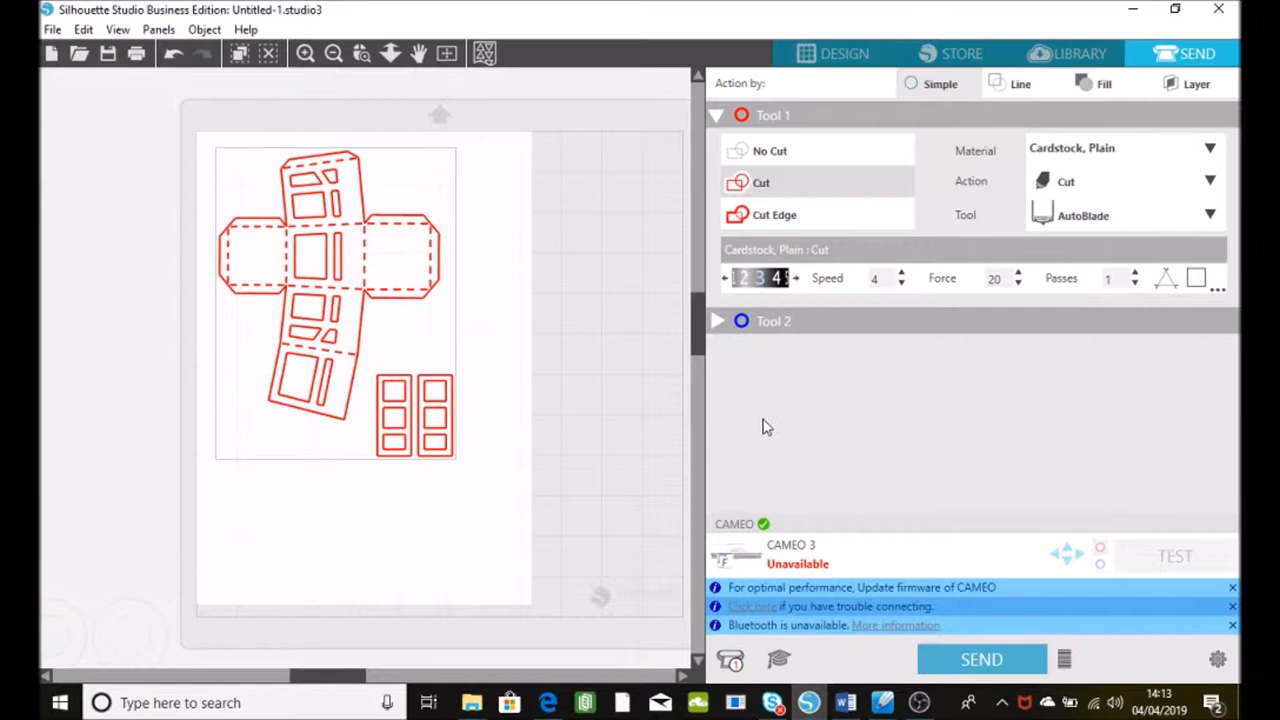 Silhouette Studio Business Edition: Untitled-1.studio3
File Edit View Panels Object Help
DESIGN STORE LIBRARY SEND
Action by: Simple Line Fill Layer
Tool 1
No Cut Material Cardstock, Plain
Cut Action Cut
Cut Edge Tool AutoBlade
Cardstock, Plain : Cut
2 3 4 Speed 4 Force 20 Passes 1
Tool 2
CAMEO
CAMEO 3
Unavailable
TEST
For optimal performance, Update firmware of CAMEO
Click here if you have trouble connecting.
Bluetooth is unavailable. More information
SEND
Type here to search
14:13
04/04/2019
2